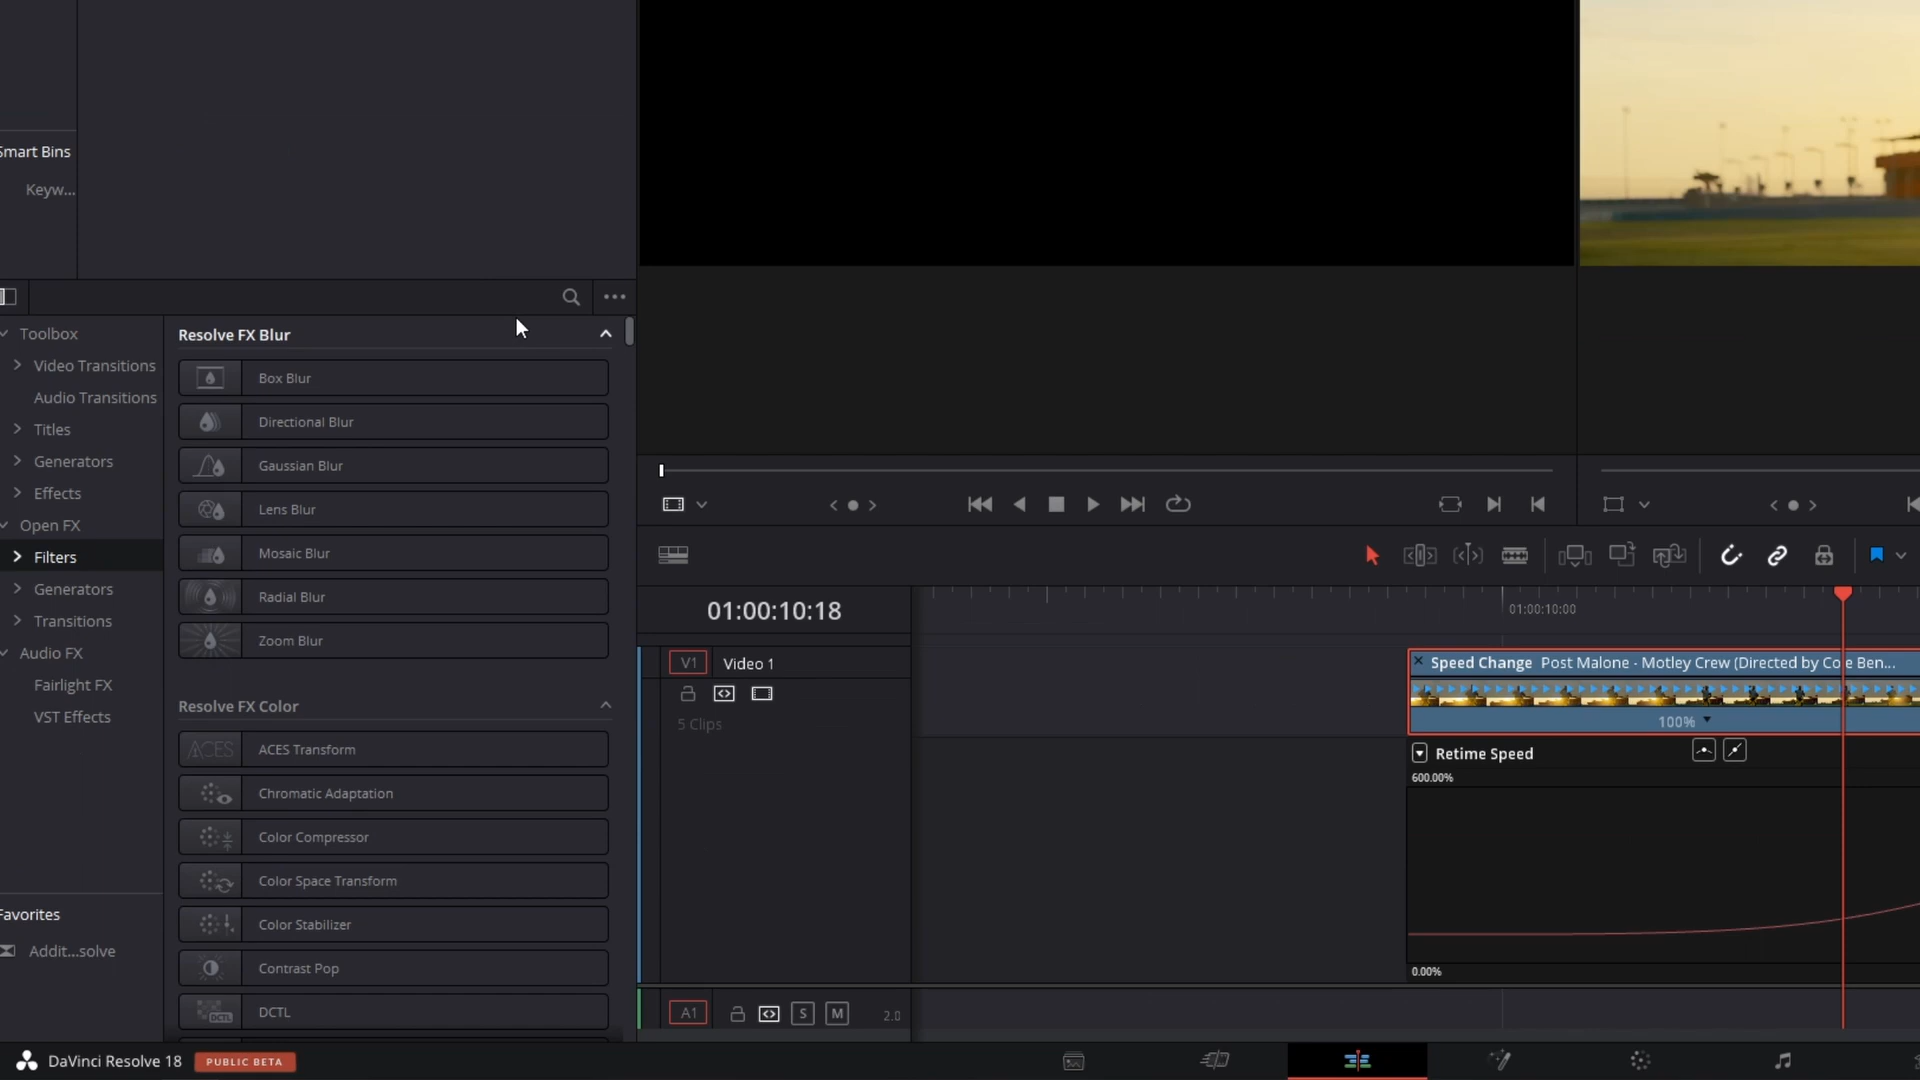 Smart Bins
Keyw...
Toolbox
Video Transitions
Audio Transitions
Titles
Generators
Effects
Open FX
Filters
Generators
Transitions
Audio FX
Fairlight FX
VST Effects
Favorites
Addit...solve
Resolve FX Blur
Box Blur
Directional Blur
Gaussian Blur
Lens Blur
Mosaic Blur
Radial Blur
Zoom Blur
Resolve FX Color
ACES
ACES Transform
Chromatic Adaptation
Color Compressor
Color Space Transform
Color Stabilizer
Contrast Pop
DCTL
DCTL
01:00:10:18
01:00:10:00
V1
Video 1
5 Clips
Speed Change Post Malone - Motley Crew (Directed by Cole Ben...
100%
Retime Speed
600.00%
0.00%
A1
S
M
2.0
DaVinci Resolve 18
PUBLIC BETA